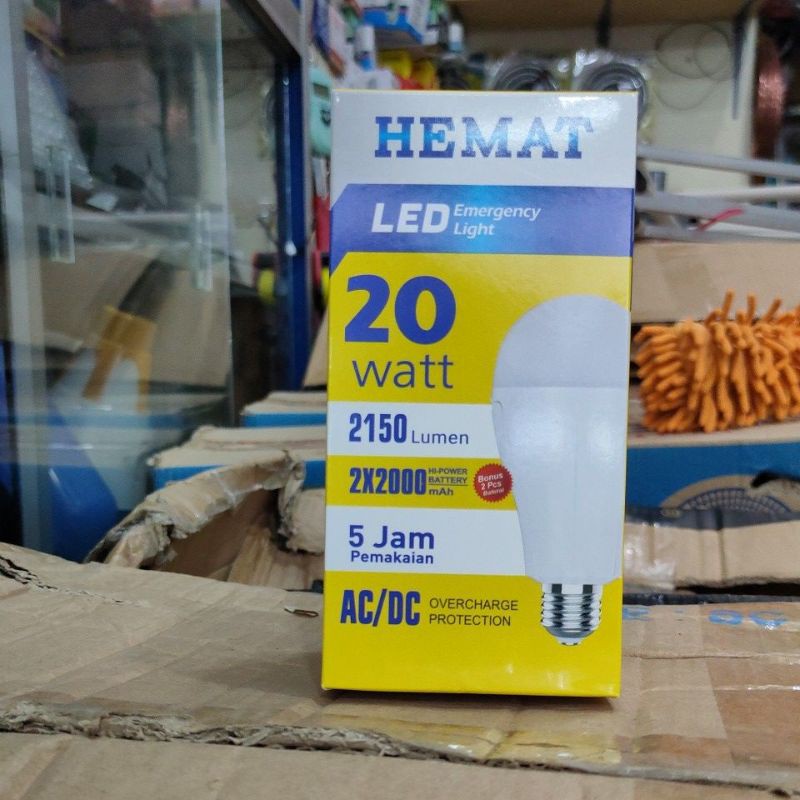 HEMAT
LED Emergency
Light
20
watt
2150 Lumen
2X2000 HI-POWER
BATTERY
mAh
Bonus
2 Pcs
Baterai
5 Jam
Pemakaian
AC/DC OVERCHARGE
PROTECTION